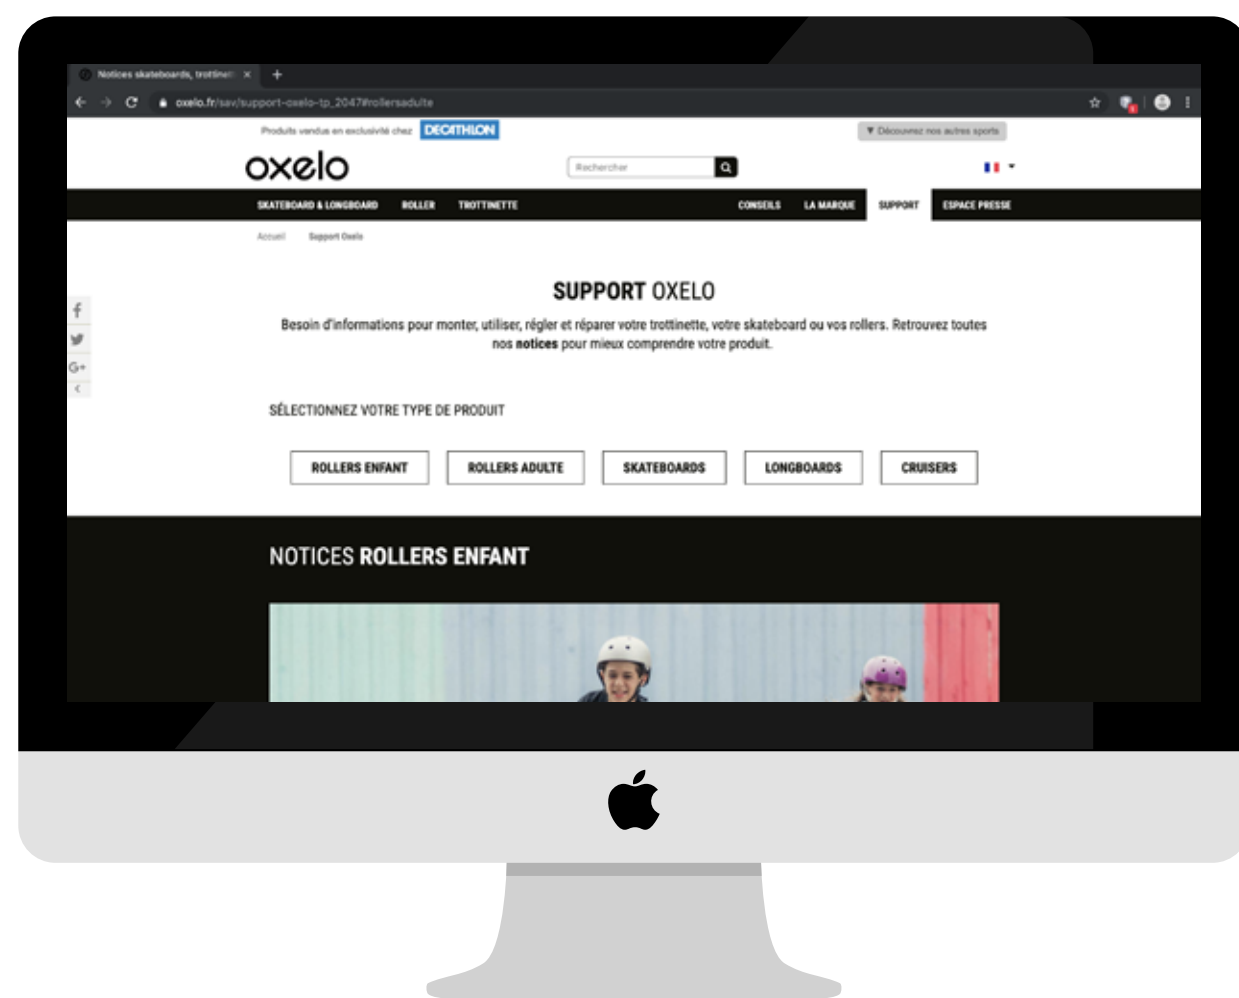 Notices skateboards, trottinett
oxelo.fr/sav/support-oxelo-tp_2047#rollersadulte
Produits vendus en exclusivité chez DECATHLON
▼ Découvrez nos autres sports
oxelo
Rechercher
SKATEBOARD & LONGBOARD ROLLER TROTTINETTE CONSEILS LA MARQUE SUPPORT ESPACE PRESSE
Accueil Support Oxelo
SUPPORT OXELO
Besoin d'informations pour monter, utiliser, régler et réparer votre trottinette, votre skateboard ou vos rollers. Retrouvez toutes
nos notices pour mieux comprendre votre produit.
G+
SÉLECTIONNEZ VOTRE TYPE DE PRODUIT
ROLLERS ENFANT ROLLERS ADULTE SKATEBOARDS LONGBOARDS CRUISERS
NOTICES ROLLERS ENFANT